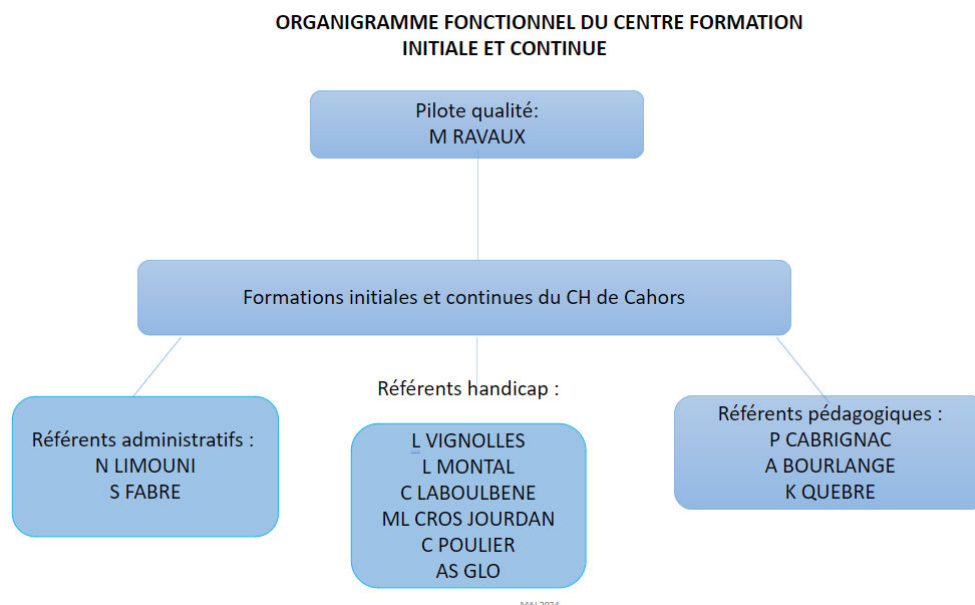 ORGANIGRAMME FONCTIONNEL DU CENTRE FORMATION
INITIALE ET CONTINUE
Pilote qualité:
M RAVAUX
Formations initiales et continues du CH de Cahors
Référents administratifs :
N LIMOUNI
S FABRE
Référents handicap :
L VIGNOLLES
L MONTAL
C LABOULBENE
ML CROS JOURDAN
C POULIER
AS GLO
Référents pédagogiques :
P CABRIGNAC
A BOURLANGE
K QUEBRE
MAI 2024